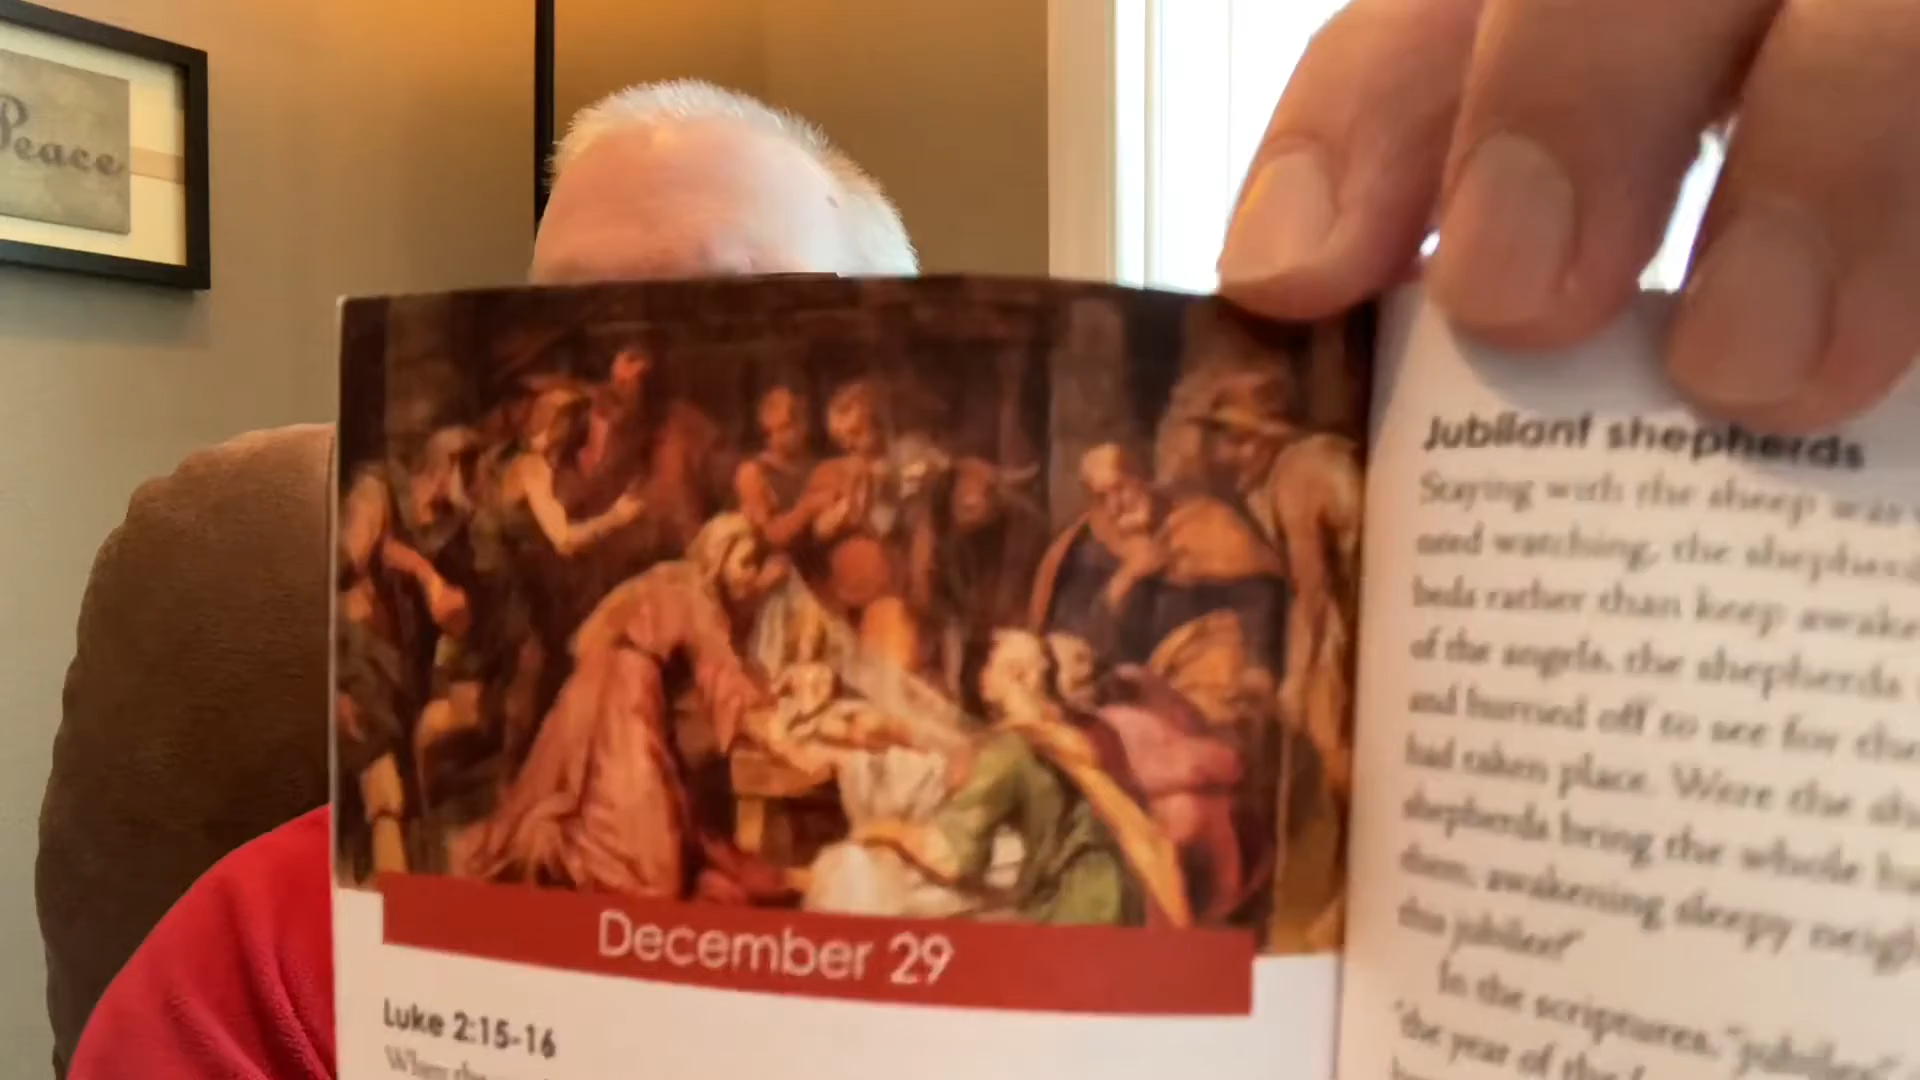 Peace
December 29
Luke 2:15-16
When the
Jubilant shepherds
Staying with the sheep was
need watching, the shepherds
beds rather than keep awake
of the angels, the shepherds
and hurried off to see for
had taken place. Were the
shepherds bring the whole
them, awakening sleepy
this jubilee?
In the scriptures, "jubilee"
"the year of the